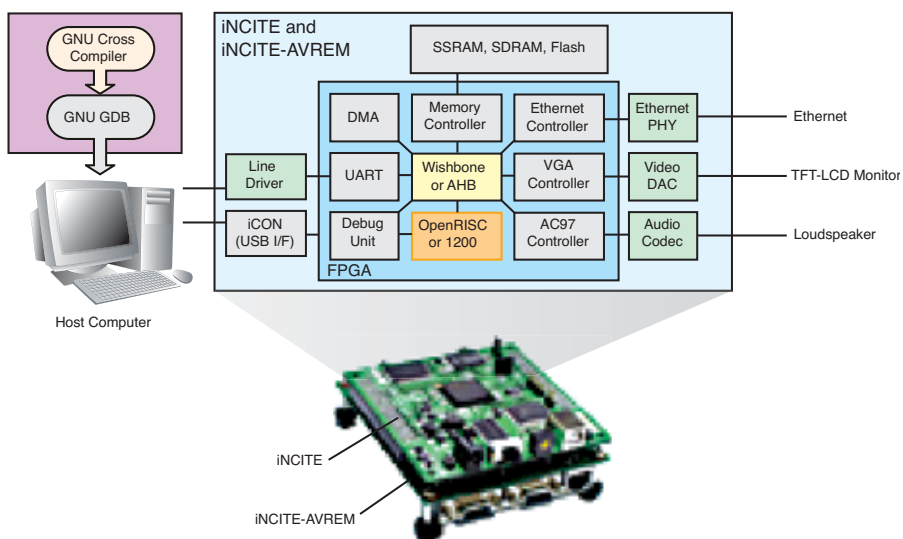 GNU Cross
Compiler
GNU GDB
Host Computer
iNCITE and
iNCITE-AVREM
SSRAM, SDRAM, Flash
DMA
Memory
Controller
Ethernet
Controller
Ethernet
PHY
Ethernet
Line
Driver
UART
Wishbone
or AHB
VGA
Controller
Video
DAC
TFT-LCD Monitor
iCON
(USB I/F)
Debug
Unit
OpenRISC
or 1200
AC97
Controller
Audio
Codec
Loudspeaker
FPGA
iNCITE
iNCITE-AVREM